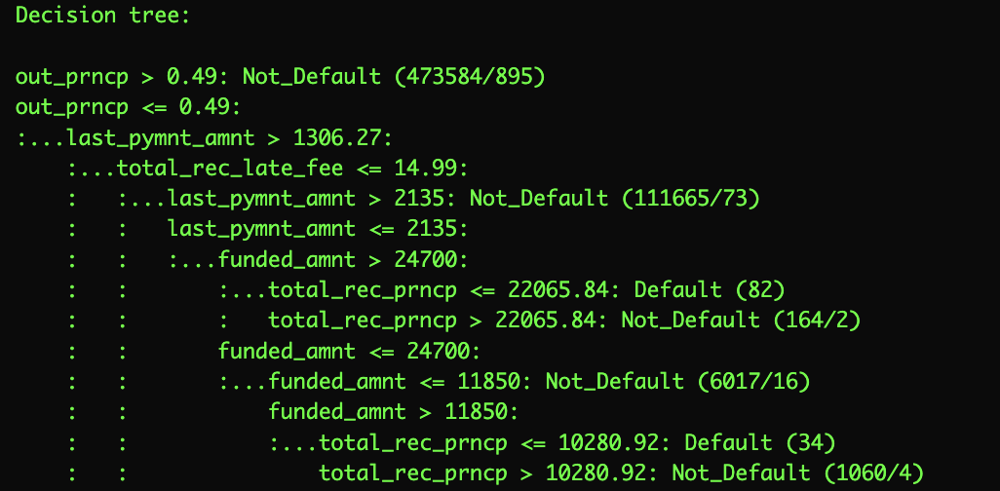 Decision tree:
out_prncp > 0.49: Not_Default (473584/895)
out_prncp <= 0.49:
:...last_pymnt_amnt > 1306.27:
    :...total_rec_late_fee <= 14.99:
    :   :...last_pymnt_amnt > 2135: Not_Default (111665/73)
    :   :   last_pymnt_amnt <= 2135:
    :   :   :...funded_amnt > 24700:
    :   :       :...total_rec_prncp <= 22065.84: Default (82)
    :   :       :   total_rec_prncp > 22065.84: Not_Default (164/2)
    :   :       funded_amnt <= 24700:
    :   :       :...funded_amnt <= 11850: Not_Default (6017/16)
    :   :           funded_amnt > 11850:
    :   :           :...total_rec_prncp <= 10280.92: Default (34)
    :   :               total_rec_prncp > 10280.92: Not_Default (1060/4)